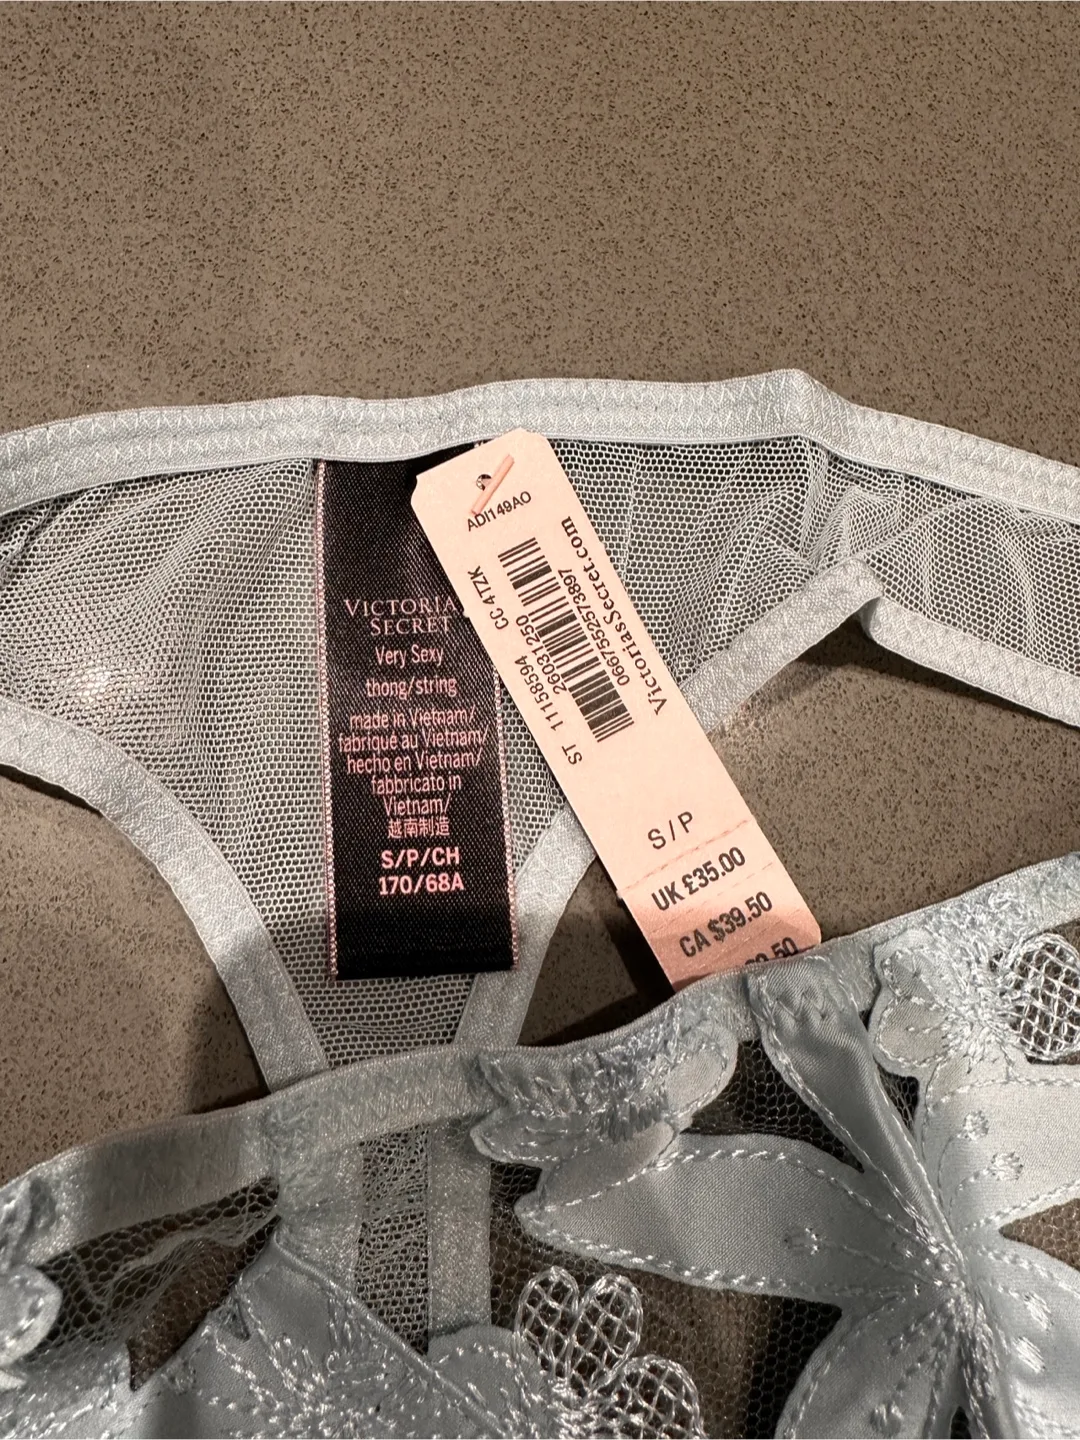 VICTORIA'S
SECRET
Very Sexy
thong/string
made in Vietnam/
fabriqué au Vietnam/
hecho en Vietnam/
fabbricato in
Vietnam/
越南制造
S/P/CH
170/68A
ADI149AO
CC 4TZK
ST 11158594
26031250
0667552573897
VictoriasSecret.com
S/P
UK £35.00
CA $39.50